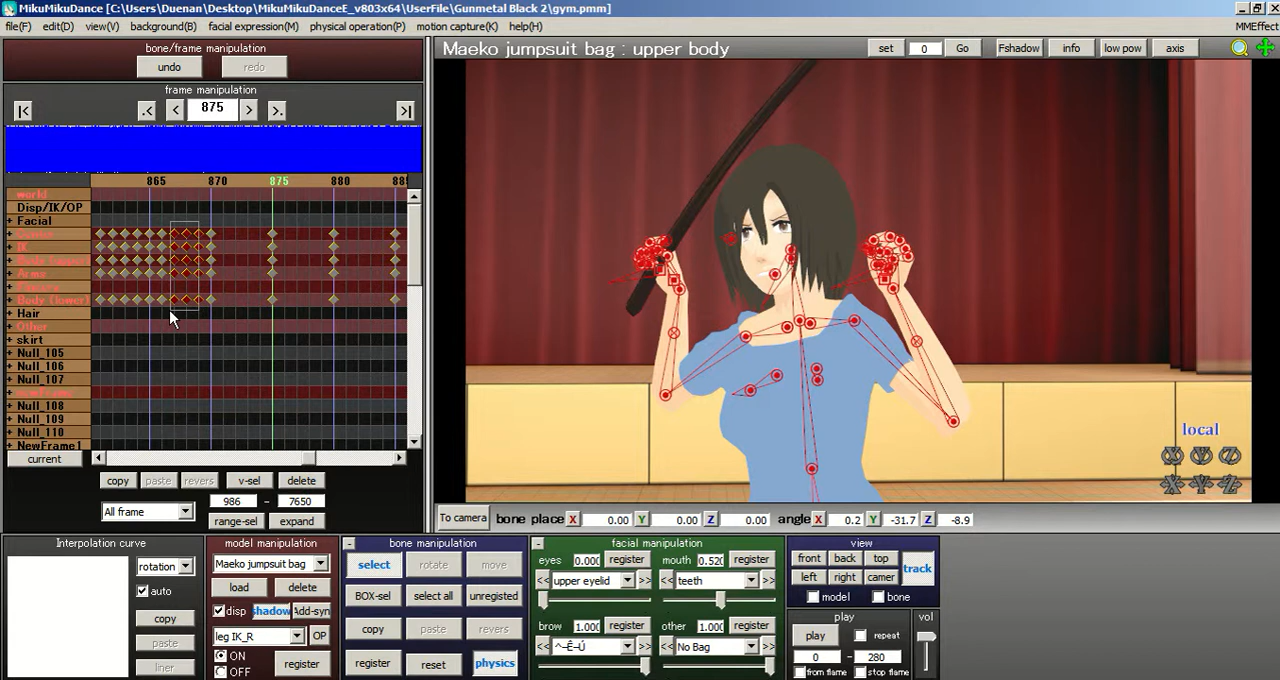 MikuMikuDance [C:\Users\Duenan\Desktop\MikuMikuDanceE_v803x64\UserFile\Gunmetal Black 2\gym.pmm]
file(F) edit(D) view(V) background(B) facial expression(M) physical operation(P) motion capture(K) help(H) MMEffect
bone/frame manipulation
undo redo
frame manipulation
|< .< < 875 > >. >|
865 870 875 880 885
world
Disp/IK/OP
+ Facial
+ IK
+ Arms
+ Body (lower)
+ Hair
+ Other
+ skirt
+ Null_105
+ Null_106
+ Null_107
+ Null_108
+ Null_109
+ Null_110
+ NewFrame1
current
copy paste revers v-sel delete
All frame 986 - 7650
range-sel expand
Maeko jumpsuit bag : upper body
set 0 Go Fshadow info low pow axis
local
X Y Z
X Y Z
To camera bone place X 0.00 Y 0.00 Z 0.00 angle X 0.2 Y -31.7 Z -8.9
Interpolation curve
rotation
auto
copy
paste
liner
model manipulation
Maeko jumpsuit bag
load delete
disp shadow Add-syn
leg IK_R OP
ON
OFF
register
- bone manipulation
select rotate move
BOX-sel select all unregisted
copy paste revers
register reset physics
- facial manipulation
eyes 0.000 register mouth 0.520 register
<< upper eyelid >> << teeth >>
brow 1.000 register other 1.000 register
<< ^-Ê-Ú >> << No Bag >>
view
front back top
left right camer track
model bone
play
play repeat
0 - 280
from flame stop flame
vol